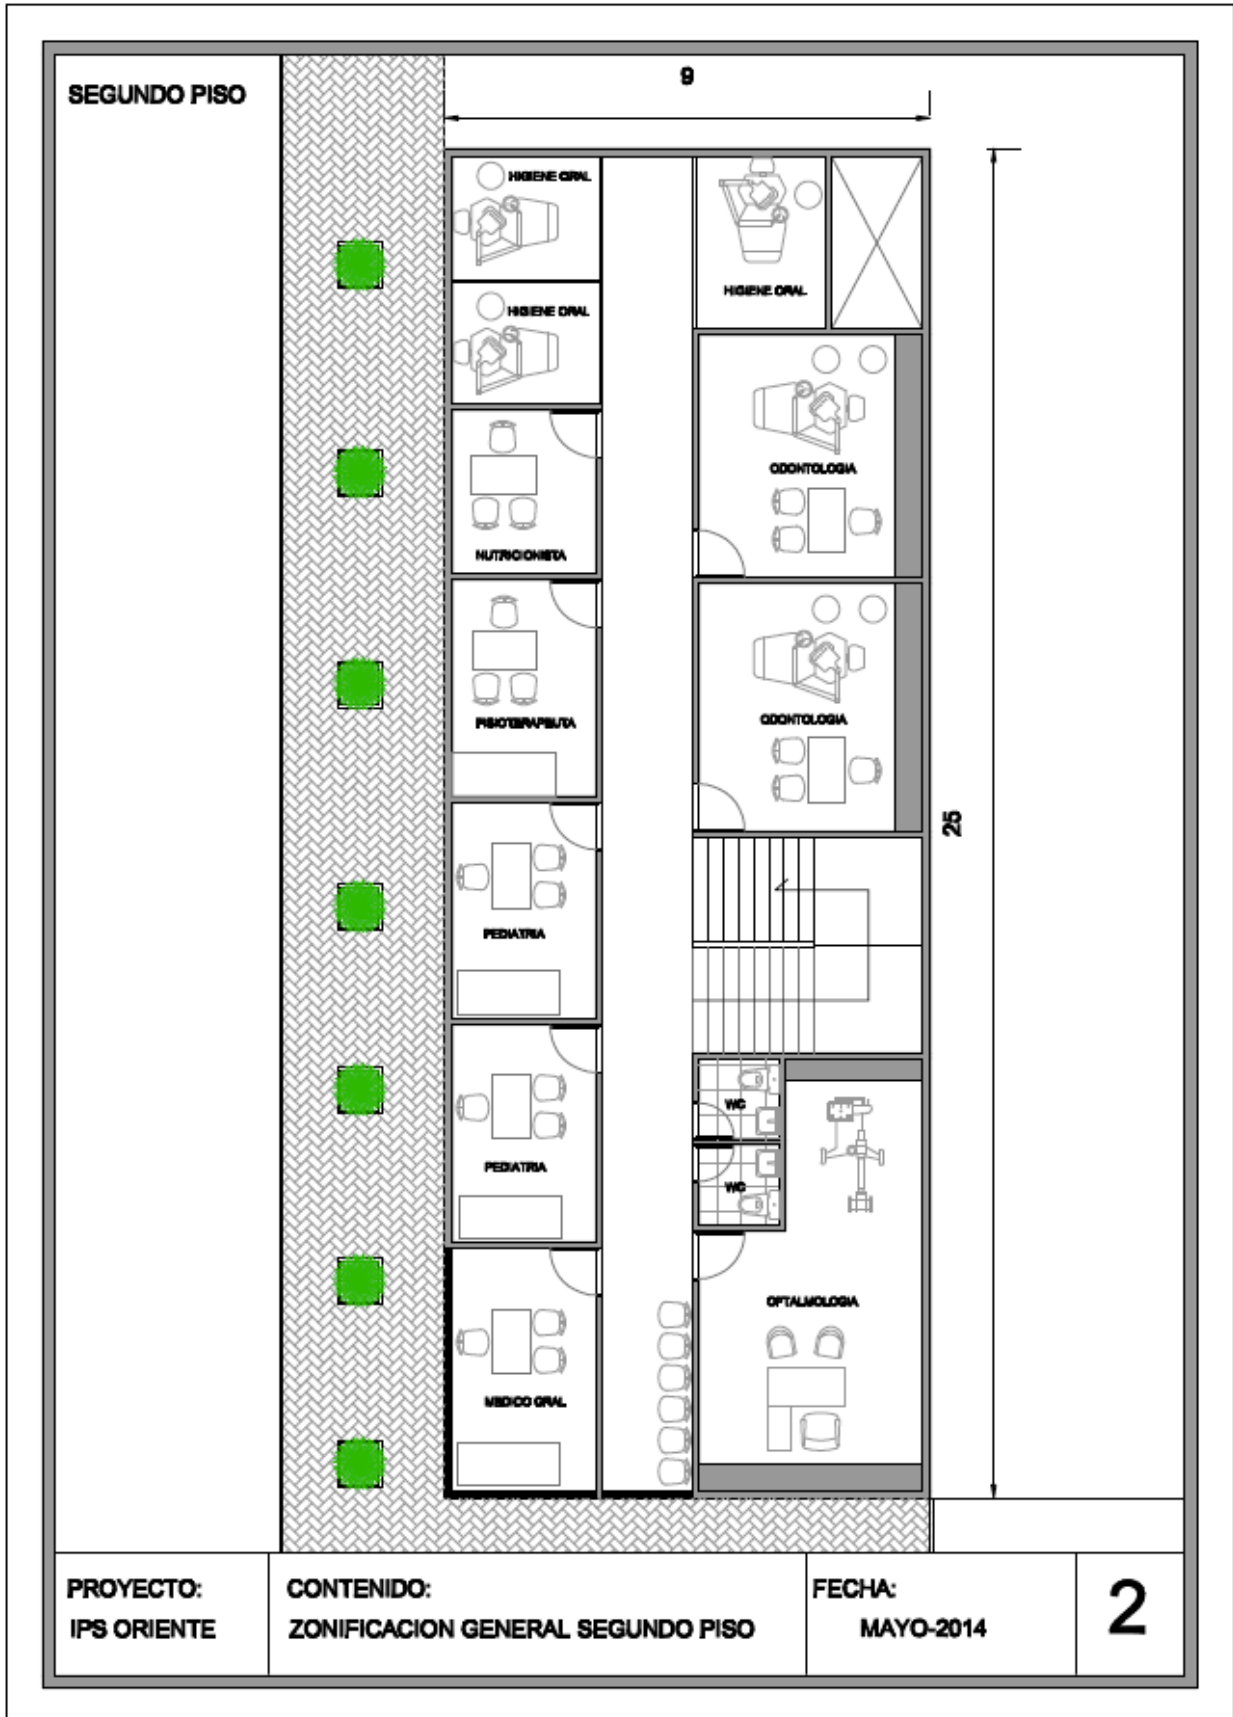 SEGUNDO PISO
9
HIGIENE ORAL
HIGIENE ORAL
HIGIENE ORAL
ODONTOLOGIA
NUTRICIONISTA
FISIOTERAPEUTA
ODONTOLOGIA
25
PEDIATRIA
WC
PEDIATRIA
WC
OFTALMOLOGIA
MEDICO GRAL
PROYECTO:
IPS ORIENTE
CONTENIDO:
ZONIFICACION GENERAL SEGUNDO PISO
FECHA:
MAYO-2014
2